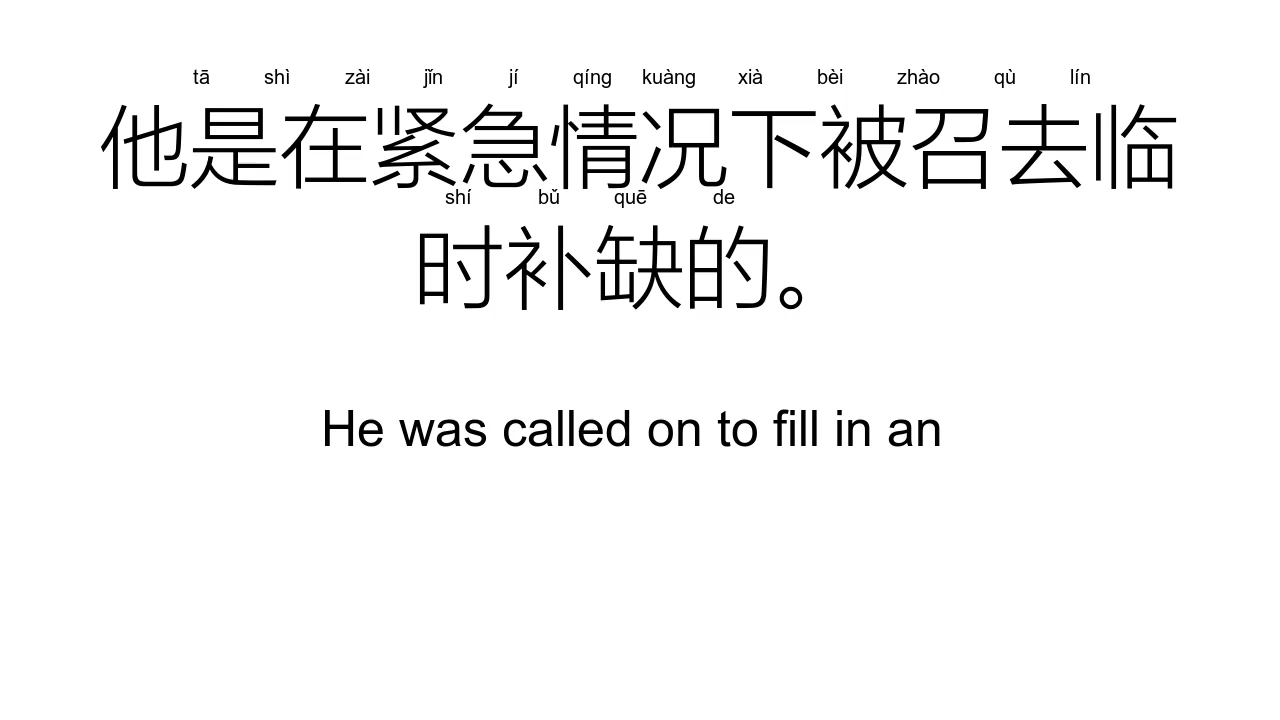 tā shì zài jǐn jí qíng kuàng xià bèi zhào qù lín
他是在紧急情况下被召去临
shí bǔ quē de
时补缺的。
He was called on to fill in an